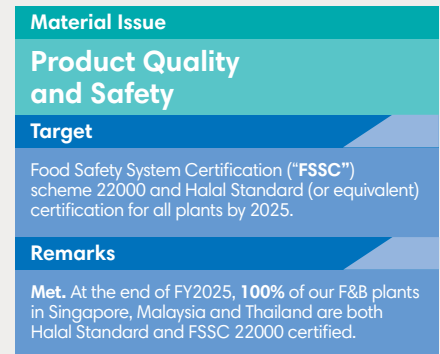 Material Issue
Product Quality
and Safety
Target
Food Safety System Certification (“FSSC”)
scheme 22000 and Halal Standard (or equivalent)
certification for all plants by 2025.
Remarks
Met. At the end of FY2025, 100% of our F&B plants
in Singapore, Malaysia and Thailand are both
Halal Standard and FSSC 22000 certified.